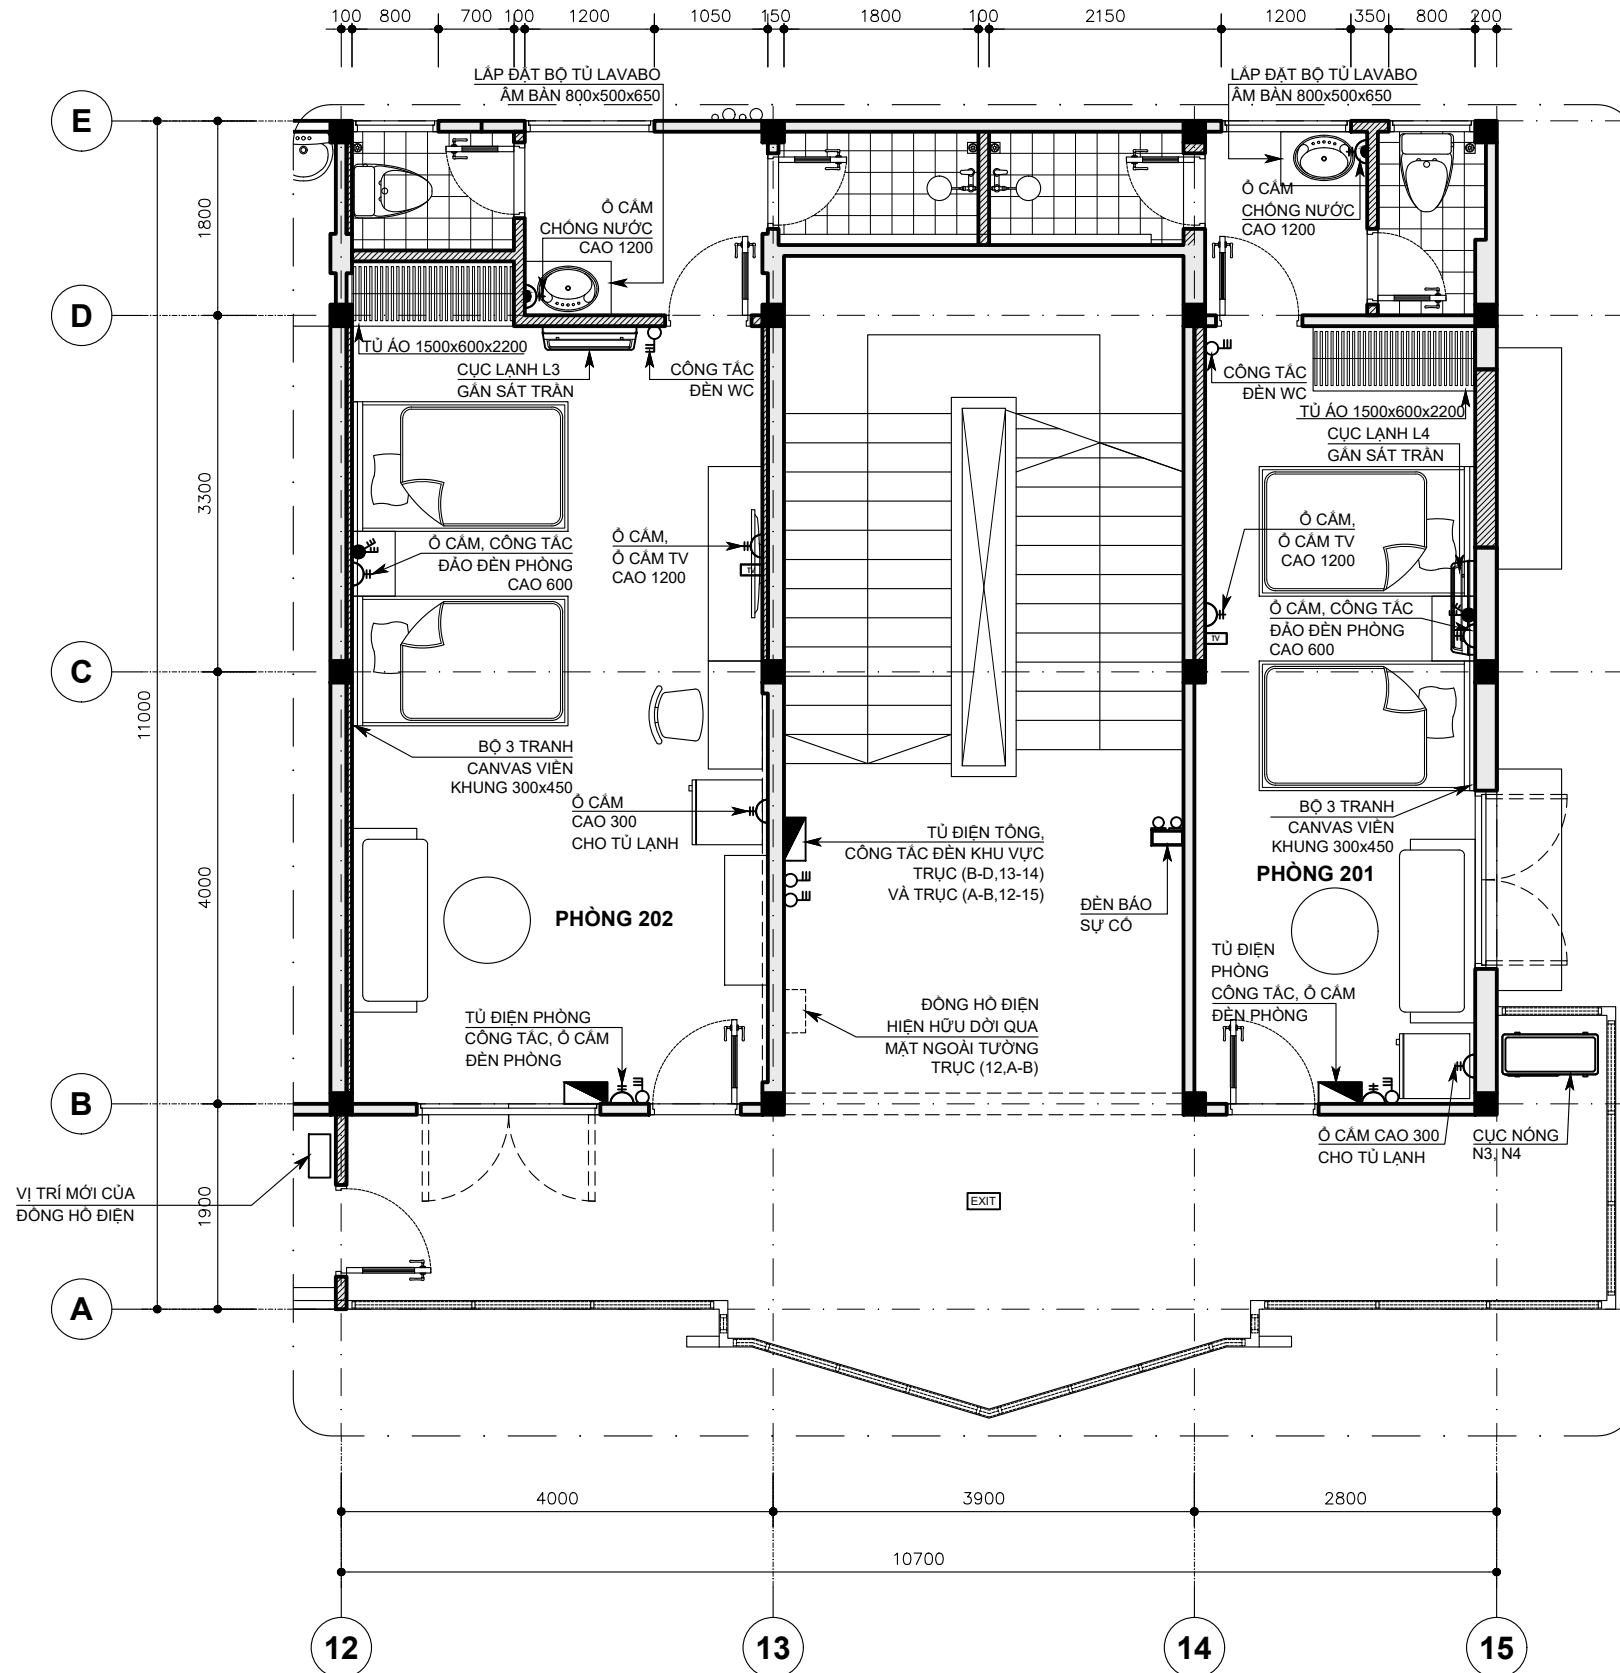 100 800 700 100 1200 1050 150 1800 100 2150 1200 350 800 200
LẮP ĐẶT BỘ TỦ LAVABO
ÂM BÀN 800x500x650
LẮP ĐẶT BỘ TỦ LAVABO
ÂM BÀN 800x500x650
E
1800
Ổ CẮM
CHỐNG NƯỚC
CAO 1200
Ổ CẮM
CHỐNG NƯỚC
CAO 1200
D
TỦ ÁO 1500x600x2200
CỤC LẠNH L3
GẮN SÁT TRẦN
CÔNG TẮC
ĐÈN WC
CÔNG TẮC
ĐÈN WC
TỦ ÁO 1500x600x2200
CỤC LẠNH L4
GẮN SÁT TRẦN
3300
Ổ CẮM, CÔNG TẮC
ĐẢO ĐÈN PHÒNG
CAO 600
Ổ CẮM,
Ổ CẮM TV
CAO 1200
TV
Ổ CẮM,
Ổ CẮM TV
CAO 1200
TV
Ổ CẮM, CÔNG TẮC
ĐẢO ĐÈN PHÒNG
CAO 600
C
11000
BỘ 3 TRANH
CANVAS VIỀN
KHUNG 300x450
Ổ CẮM
CAO 300
CHO TỦ LẠNH
BỘ 3 TRANH
CANVAS VIỀN
KHUNG 300x450
4000
TỦ ĐIỆN TỔNG,
CÔNG TẮC ĐÈN KHU VỰC
TRỤC (B-D,13-14)
VÀ TRỤC (A-B,12-15)
ĐÈN BÁO
SỰ CỐ
PHÒNG 202
PHÒNG 201
TỦ ĐIỆN PHÒNG
CÔNG TẮC, Ổ CẮM
ĐÈN PHÒNG
ĐỒNG HỒ ĐIỆN
HIỆN HỮU DỜI QUA
MẶT NGOÀI TƯỜNG
TRỤC (12,A-B)
TỦ ĐIỆN
PHÒNG
CÔNG TẮC, Ổ CẮM
ĐÈN PHÒNG
B
Ổ CẮM CAO 300
CHO TỦ LẠNH
CỤC NÓNG
N3, N4
VỊ TRÍ MỚI CỦA
ĐỒNG HỒ ĐIỆN
1900
EXIT
A
4000 3900 2800
10700
12 13 14 15